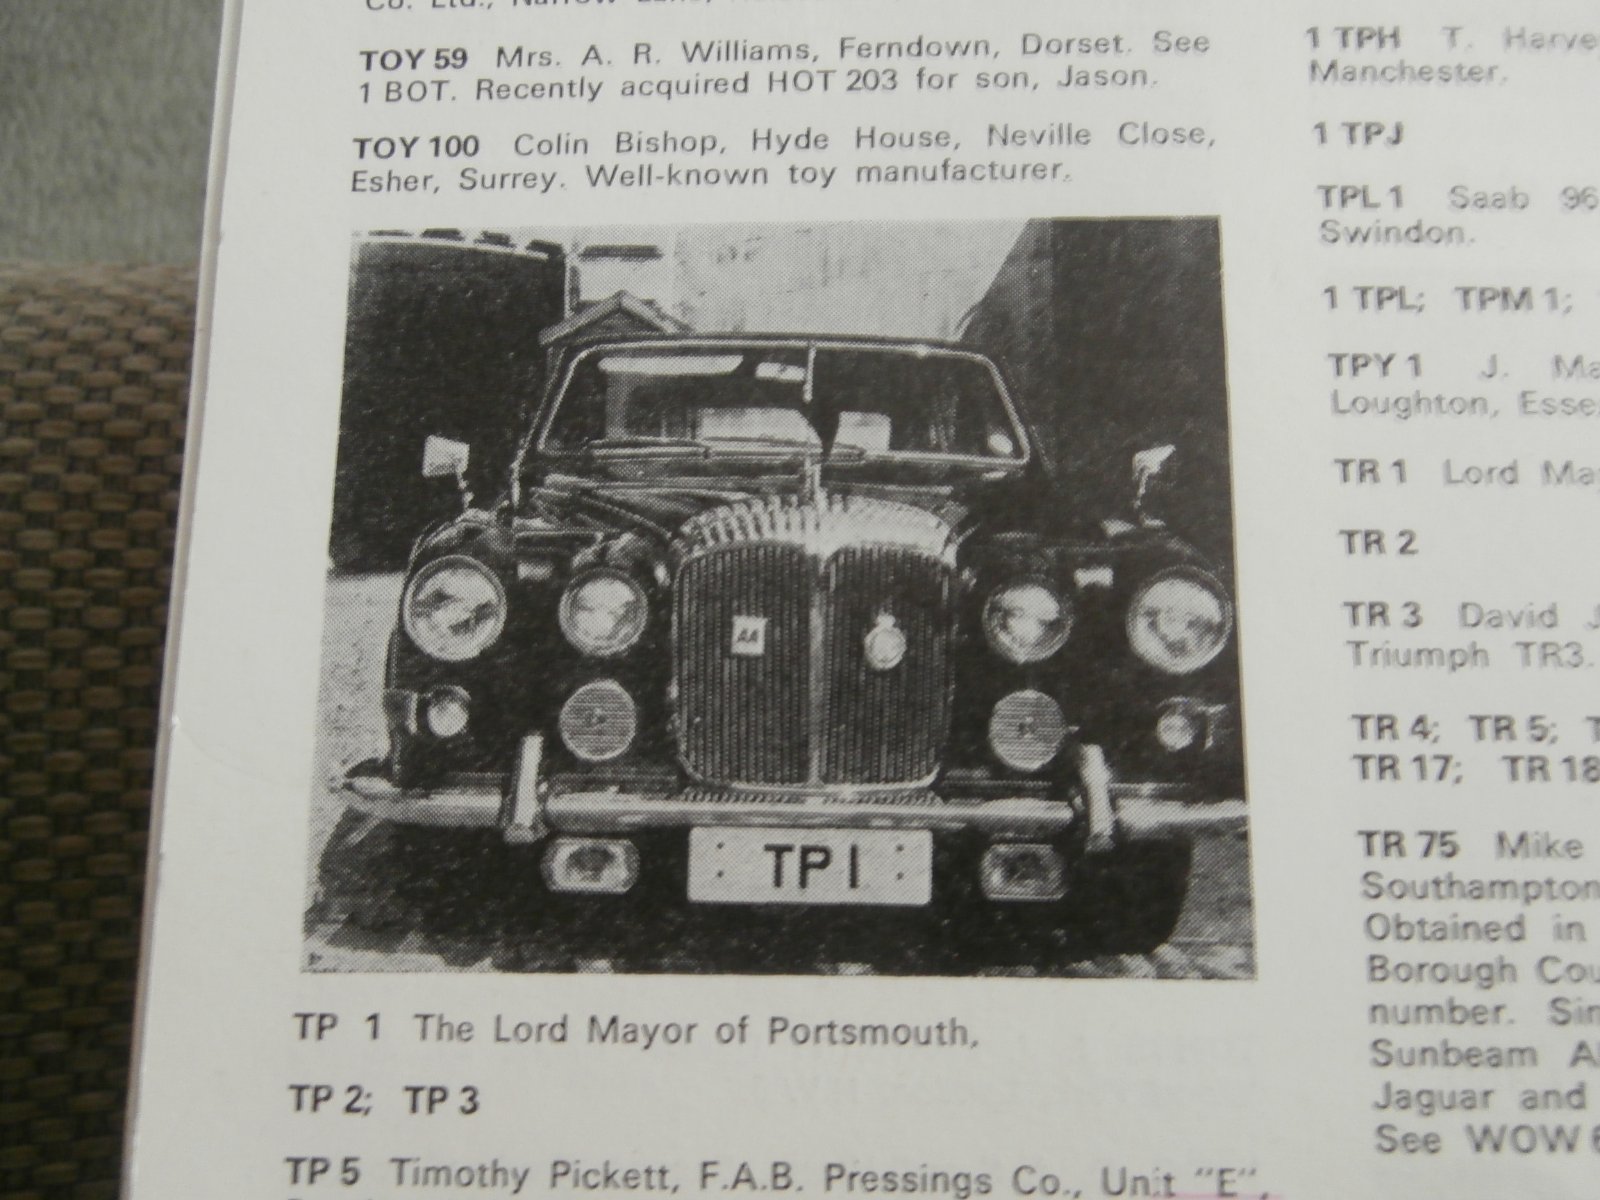 TOY 59 Mrs. A. R. Williams, Ferndown, Dorset. See
1 BOT. Recently acquired HOT 203 for son, Jason.
TOY 100 Colin Bishop, Hyde House, Neville Close,
Esher, Surrey. Well-known toy manufacturer.
AA
TP 1
TP 1 The Lord Mayor of Portsmouth.
TP 2; TP 3
TP 5 Timothy Pickett, F.A.B. Pressings Co., Unit "E",
1 TPH T.
Manchester.
1 TPJ
TPL 1 Saab 96
Swindon.
1 TPL; TPM 1;
TPY 1 J.
Loughton,
TR 1 Lord
TR 2
TR 3 David J
Triumph TR3.
TR 4; TR 5;
TR 17; TR 18
TR 75 Mike
Southampton
Obtained in
Borough
number.
Sunbeam
Jaguar and
See WOW 6